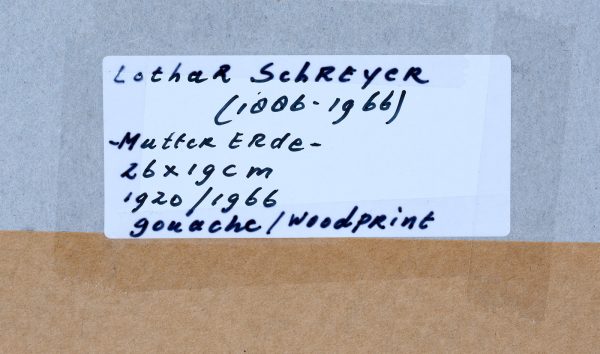 Lothar Schreyer
(1886-1966)
-Mutter Erde-
26x19cm
1920/1966
gouache/woodprint